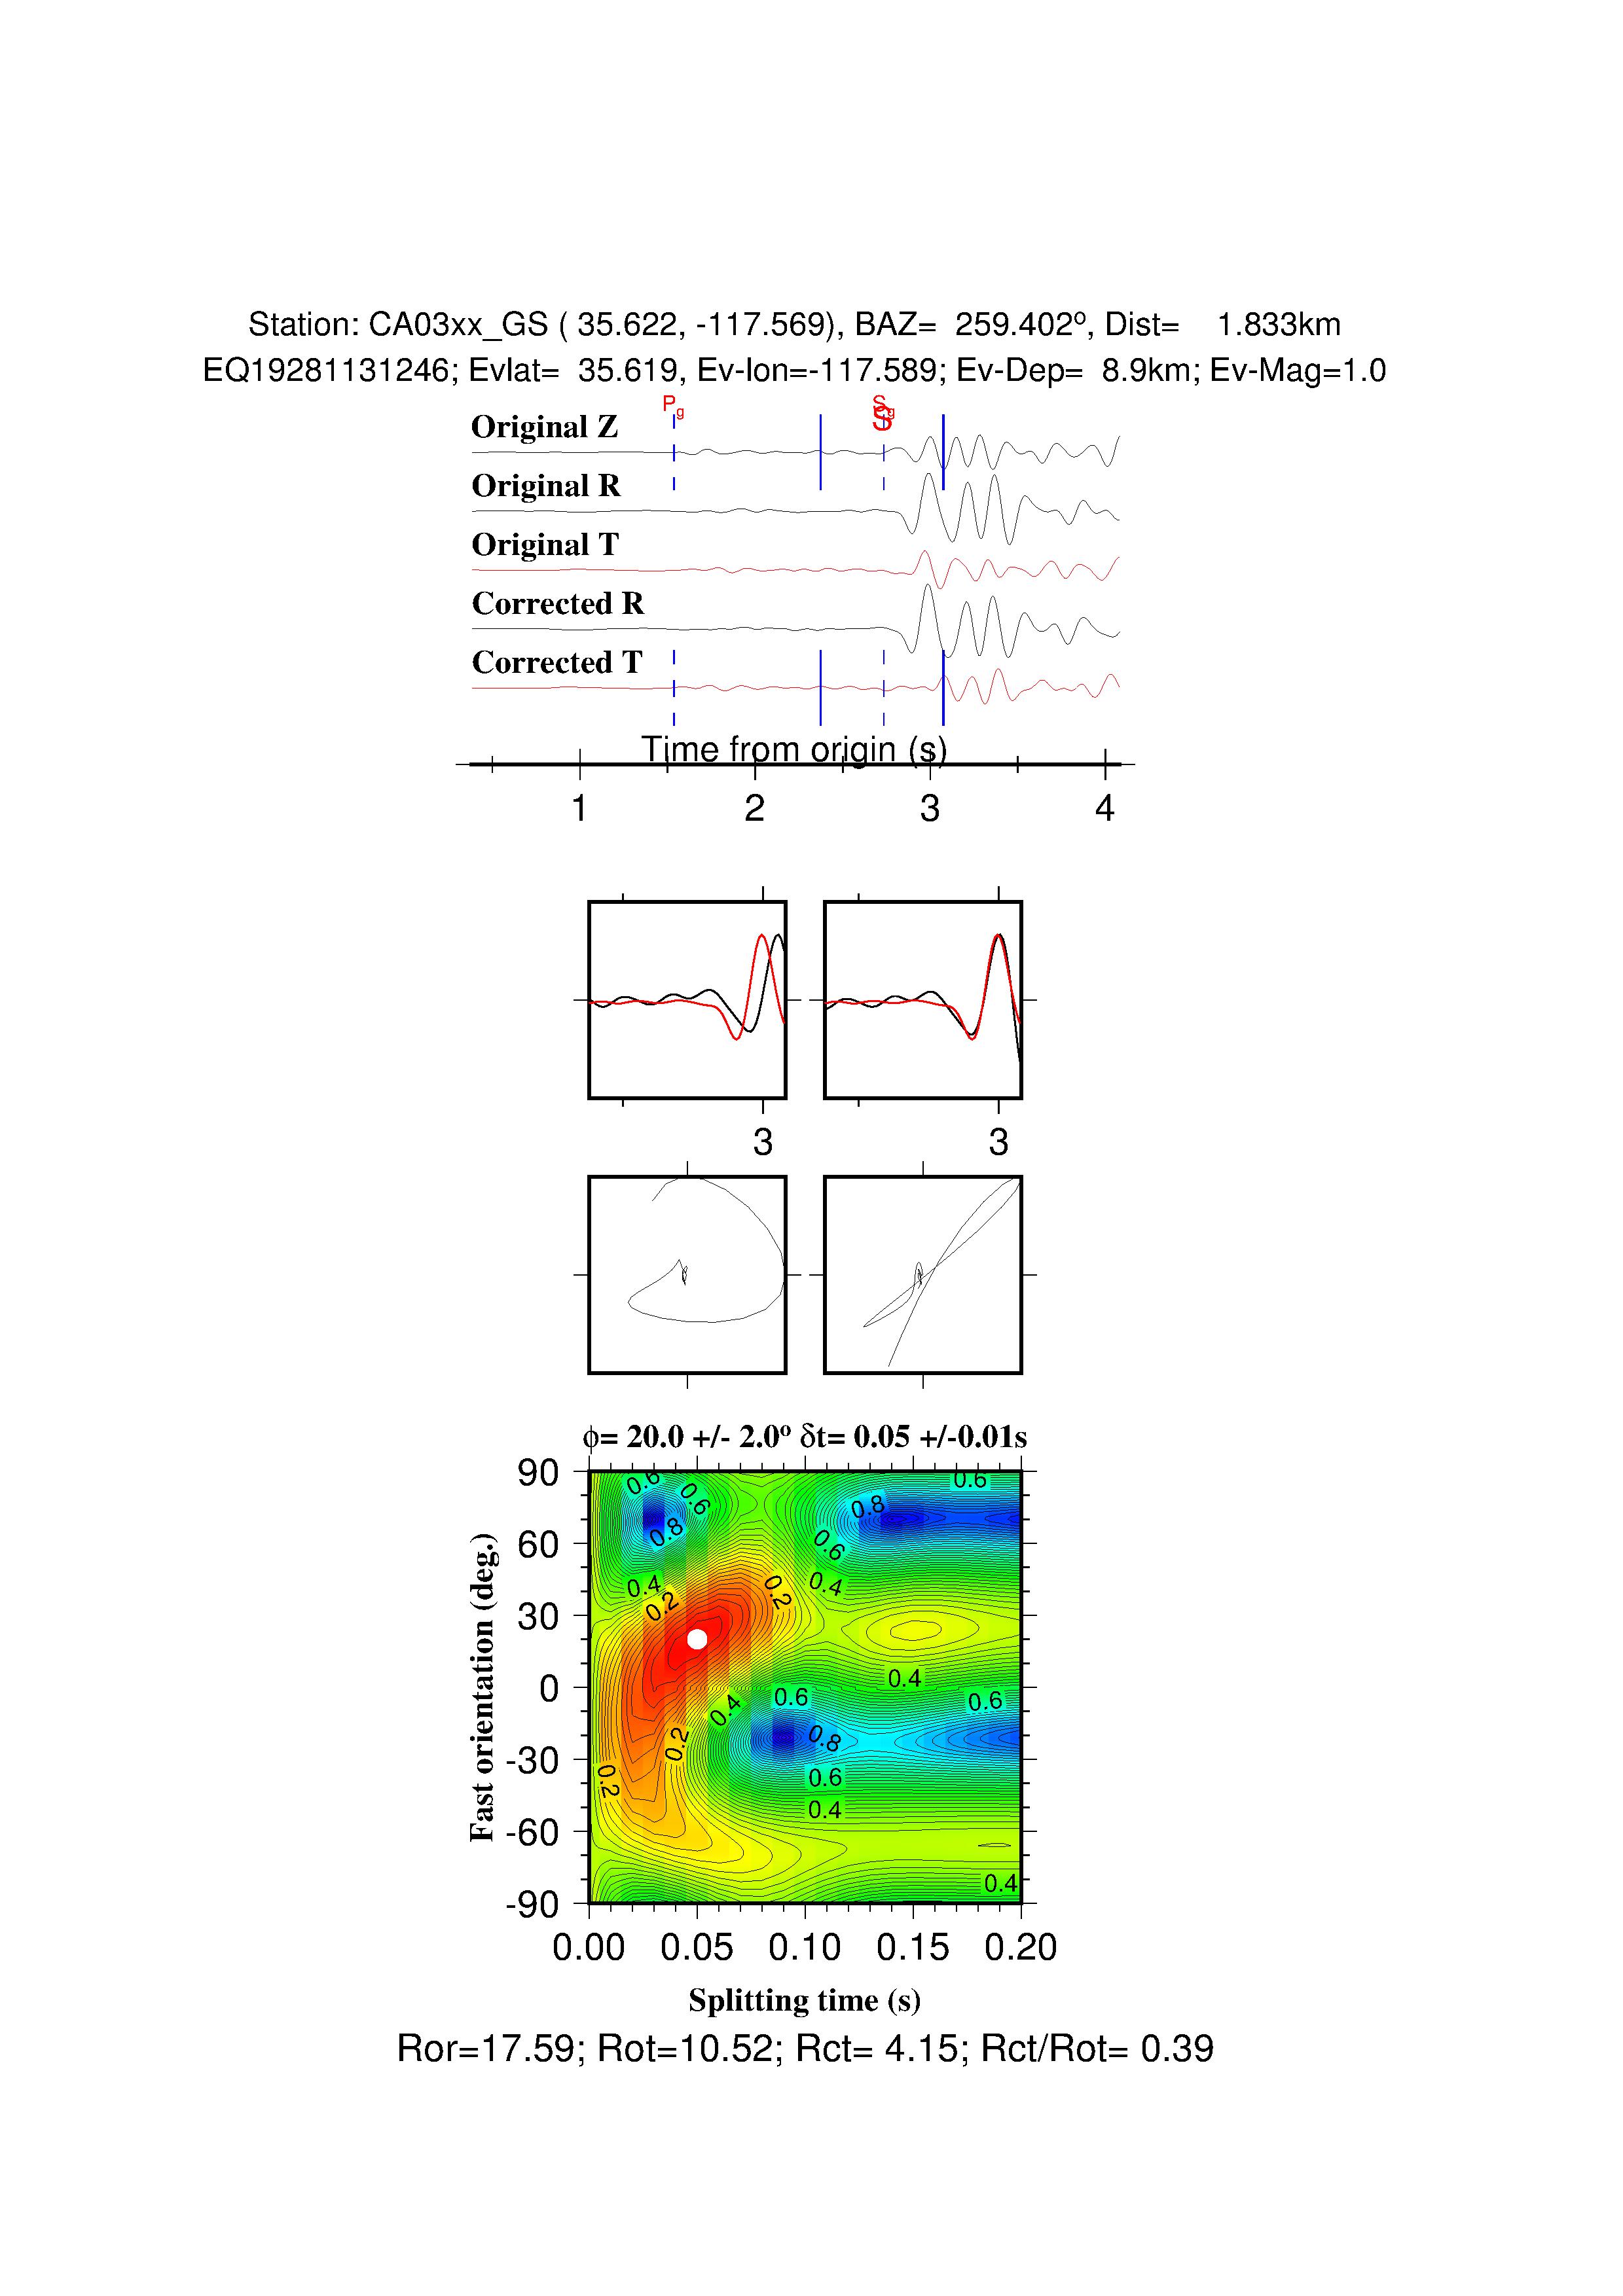 Station: CA03xx_GS ( 35.622, -117.569), BAZ= 259.402º, Dist= 1.833km
EQ19281131246; Evlat= 35.619, Ev-lon=-117.589; Ev-Dep= 8.9km; Ev-Mag=1.0
Pg Sg
S
Original Z
Original R
Original T
Corrected R
Corrected T
Time from origin (s)
1 2 3 4
3 3
ϕ= 20.0 +/- 2.0º δt= 0.05 +/-0.01s
90
60
30
0
-30
-60
-90
Fast orientation (deg.)
0.6 0.6 0.6
0.8 0.8
0.6
0.4 0.2 0.2 0.4
0.4
0.4 0.6 0.6
0.2 0.8
0.2 0.6
0.4
0.4
0.00 0.05 0.10 0.15 0.20
Splitting time (s)
Ror=17.59; Rot=10.52; Rct= 4.15; Rct/Rot= 0.39